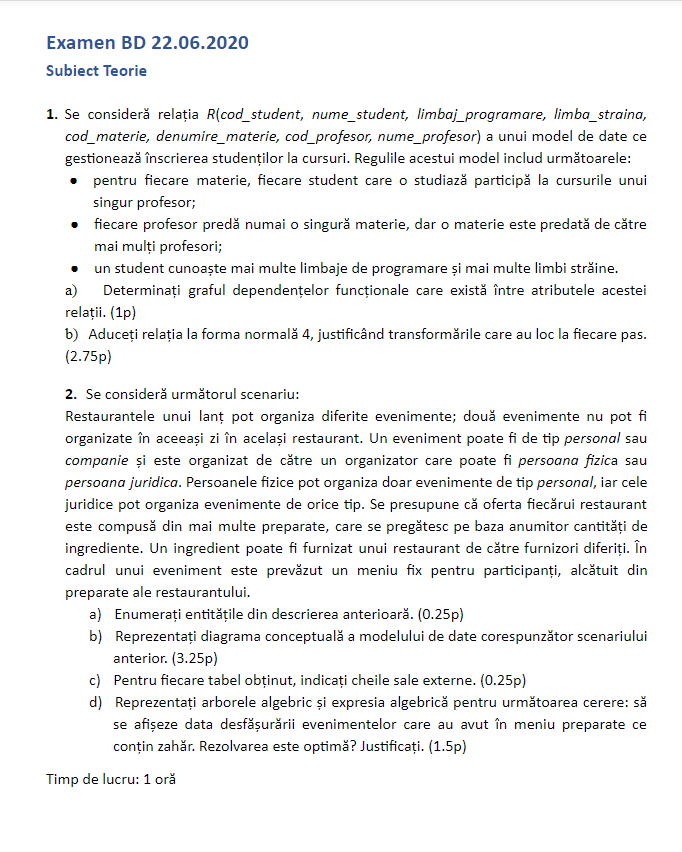 Examen BD 22.06.2020
Subiect Teorie
1. Se consideră relația R(cod_student, nume_student, limbaj_programare, limba_straina,
cod_materie, denumire_materie, cod_profesor, nume_profesor) a unui model de date ce
gestionează înscrierea studenților la cursuri. Regulile acestui model includ următoarele:
● pentru fiecare materie, fiecare student care o studiază participă la cursurile unui
singur profesor;
● fiecare profesor predă numai o singură materie, dar o materie este predată de către
mai mulți profesori;
● un student cunoaște mai multe limbaje de programare și mai multe limbi străine.
a) Determinați graful dependențelor funcționale care există între atributele acestei
relații. (1p)
b) Aduceți relația la forma normală 4, justificând transformările care au loc la fiecare pas.
(2.75p)
2. Se consideră următorul scenariu:
Restaurantele unui lanț pot organiza diferite evenimente; două evenimente nu pot fi
organizate în aceeași zi în același restaurant. Un eveniment poate fi de tip personal sau
companie și este organizat de către un organizator care poate fi persoana fizica sau
persoana juridica. Persoanele fizice pot organiza doar evenimente de tip personal, iar cele
juridice pot organiza evenimente de orice tip. Se presupune că oferta fiecărui restaurant
este compusă din mai multe preparate, care se pregătesc pe baza anumitor cantități de
ingrediente. Un ingredient poate fi furnizat unui restaurant de către furnizori diferiți. În
cadrul unui eveniment este prevăzut un meniu fix pentru participanți, alcătuit din
preparate ale restaurantului.
a) Enumerați entitățile din descrierea anterioară. (0.25p)
b) Reprezentați diagrama conceptuală a modelului de date corespunzător scenariului
anterior. (3.25p)
c) Pentru fiecare tabel obținut, indicați cheile sale externe. (0.25p)
d) Reprezentați arborele algebric și expresia algebrică pentru următoarea cerere: să
se afișeze data desfășurării evenimentelor care au avut în meniu preparate ce
conțin zahăr. Rezolvarea este optimă? Justificați. (1.5p)
Timp de lucru: 1 oră